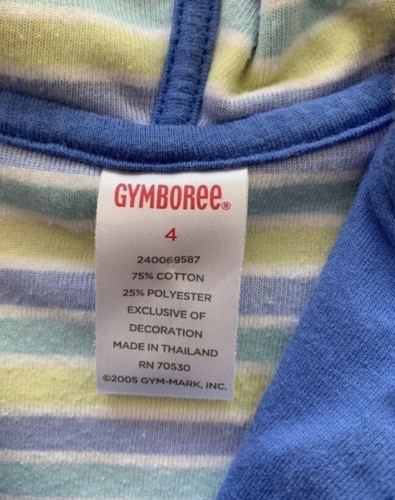 GYMBOREE®
4
240069587
75% COTTON
25% POLYESTER
EXCLUSIVE OF
DECORATION
MADE IN THAILAND
RN 70530
©2005 GYM-MARK, INC.